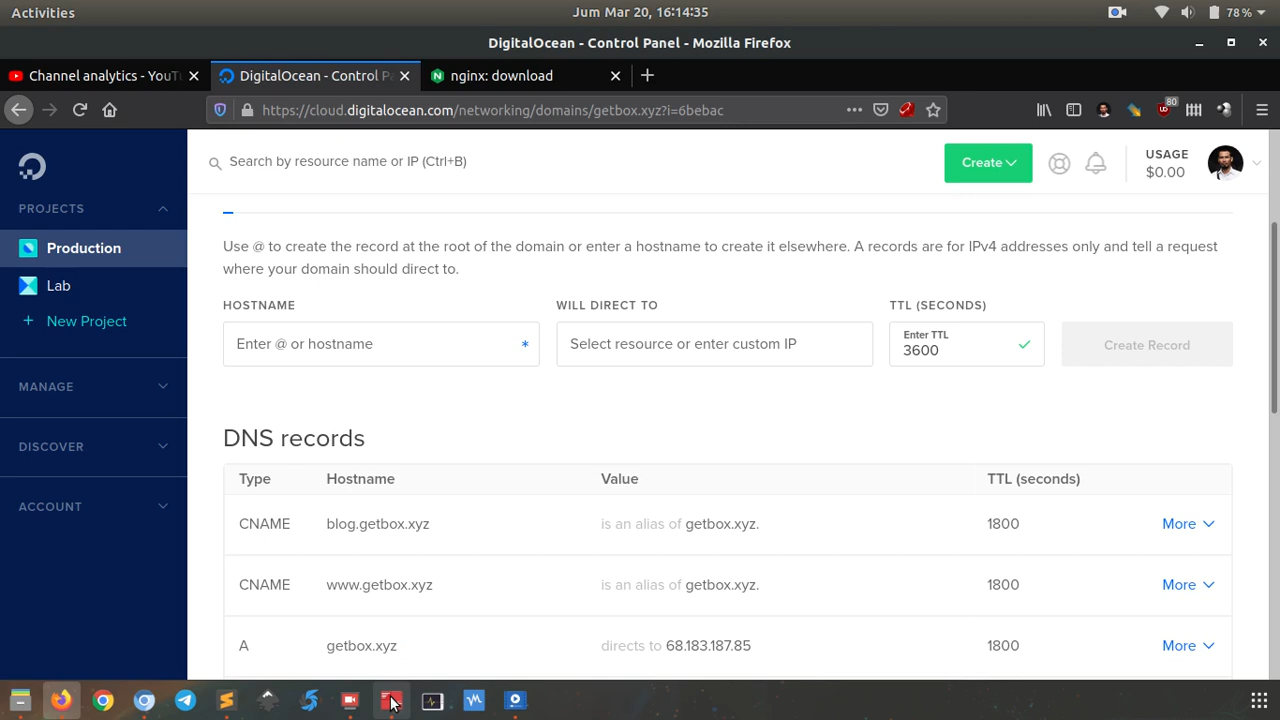 Activities
Jum Mar 20, 16:14:35
78 %
DigitalOcean - Control Panel - Mozilla Firefox
Channel analytics - YouTu
DigitalOcean - Control Pa
nginx: download
https://cloud.digitalocean.com/networking/domains/getbox.xyz?i=6bebac
80
Search by resource name or IP (Ctrl+B)
Create
USAGE
$0.00
PROJECTS
Production
Lab
+ New Project
MANAGE
DISCOVER
ACCOUNT
Use @ to create the record at the root of the domain or enter a hostname to create it elsewhere. A records are for IPv4 addresses only and tell a request
where your domain should direct to.
HOSTNAME
WILL DIRECT TO
TTL (SECONDS)
Enter @ or hostname *
Select resource or enter custom IP
Enter TTL
3600
Create Record
DNS records
Type Hostname Value TTL (seconds)
CNAME blog.getbox.xyz is an alias of getbox.xyz. 1800 More
CNAME www.getbox.xyz is an alias of getbox.xyz. 1800 More
A getbox.xyz directs to 68.183.187.85 1800 More